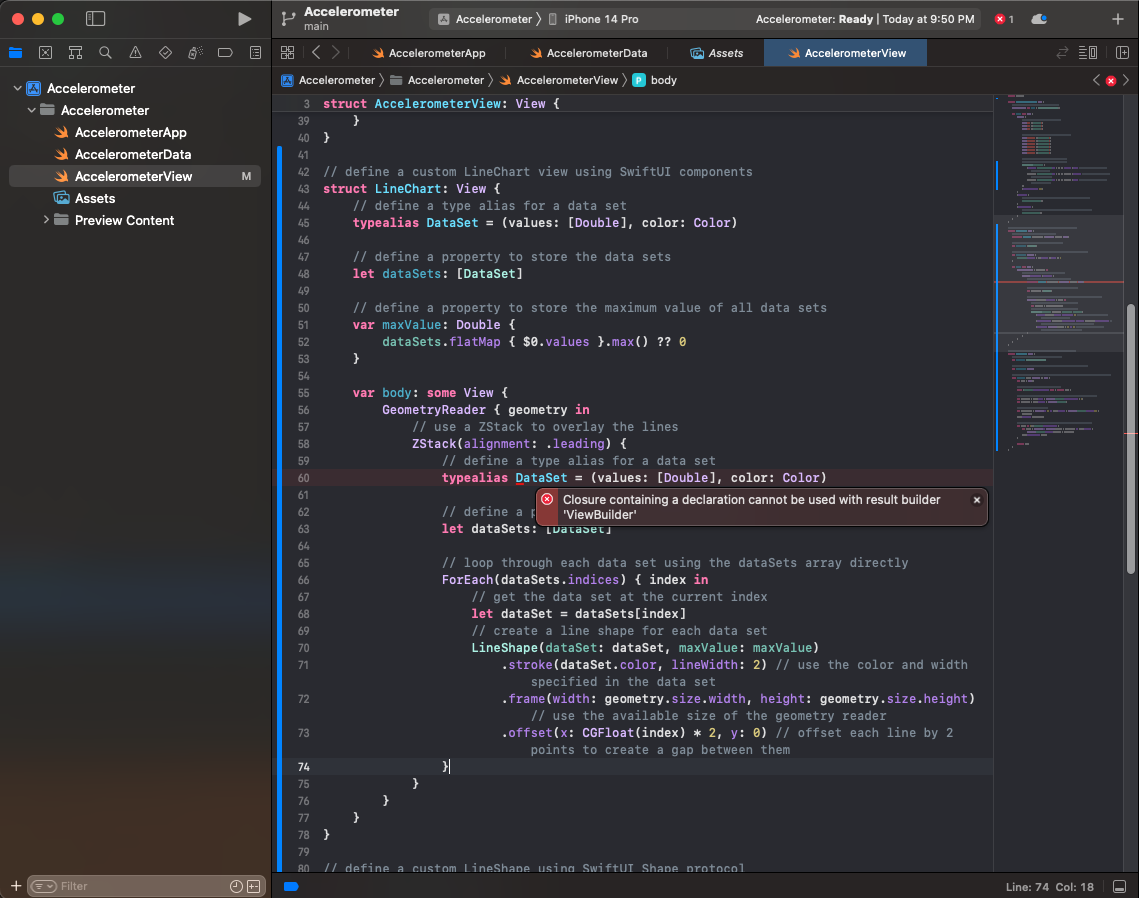 Accelerometer
main
Accelerometer
iPhone 14 Pro
Accelerometer: Ready | Today at 9:50 PM
1
AccelerometerApp
AccelerometerData
Assets
AccelerometerView
Accelerometer
Accelerometer
AccelerometerView
P
body
Accelerometer
Accelerometer
AccelerometerApp
AccelerometerData
AccelerometerView M
Assets
Preview Content
3 struct AccelerometerView: View {
39 }
40 }
41
42 // define a custom LineChart view using SwiftUI components
43 struct LineChart: View {
44 // define a type alias for a data set
45 typealias DataSet = (values: [Double], color: Color)
46
47 // define a property to store the data sets
48 let dataSets: [DataSet]
49
50 // define a property to store the maximum value of all data sets
51 var maxValue: Double {
52 dataSets.flatMap { $0.values }.max() ?? 0
53 }
54
55 var body: some View {
56 GeometryReader { geometry in
57 // use a ZStack to overlay the lines
58 ZStack(alignment: .leading) {
59 // define a type alias for a data set
60 typealias DataSet = (values: [Double], color: Color)
Closure containing a declaration cannot be used with result builder
'ViewBuilder'
61
62 // define a
63 let dataSets: [DataSet]
64
65 // loop through each data set using the dataSets array directly
66 ForEach(dataSets.indices) { index in
67 // get the data set at the current index
68 let dataSet = dataSets[index]
69 // create a line shape for each data set
70 LineShape(dataSet: dataSet, maxValue: maxValue)
71 .stroke(dataSet.color, lineWidth: 2) // use the color and width
specified in the data set
72 .frame(width: geometry.size.width, height: geometry.size.height)
// use the available size of the geometry reader
73 .offset(x: CGFloat(index) * 2, y: 0) // offset each line by 2
points to create a gap between them
74 }
75 }
76 }
77 }
78 }
79
80 // define a custom LineShape using SwiftUI Shape protocol
Filter
Line: 74 Col: 18